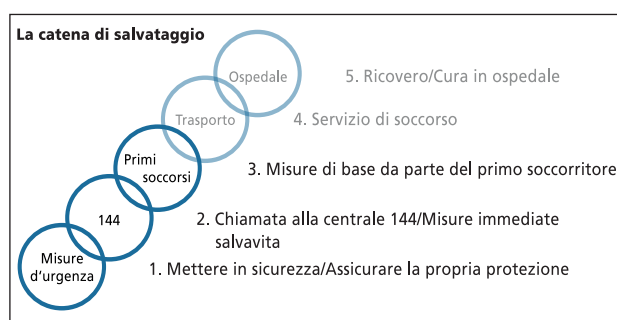 La catena di salvataggio
Ospedale
5. Ricovero/Cura in ospedale
Trasporto
4. Servizio di soccorso
Primi
soccorsi
3. Misure di base da parte del primo soccorritore
144
2. Chiamata alla centrale 144/Misure immediate
salvavita
Misure
d’urgenza
1. Mettere in sicurezza/Assicurare la propria protezione